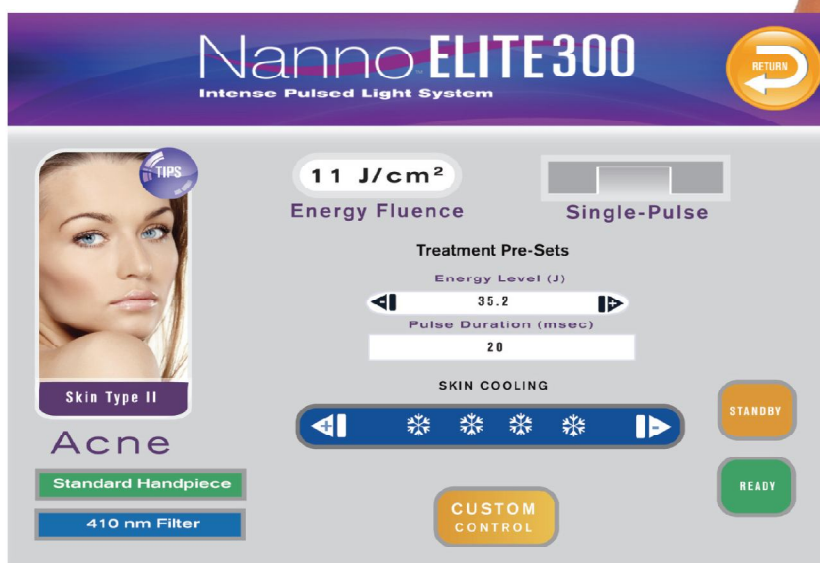 Nanno ELITE300
Intense Pulsed Light System
RETURN
TIPS
11 J/cm²
Energy Fluence
Single-Pulse
Treatment Pre-Sets
Energy Level (J)
- 35.2 +
Pulse Duration (msec)
20
SKIN COOLING
+ -
Skin Type II
Acne
Standard Handpiece
410 nm Filter
CUSTOM
CONTROL
STANDBY
READY